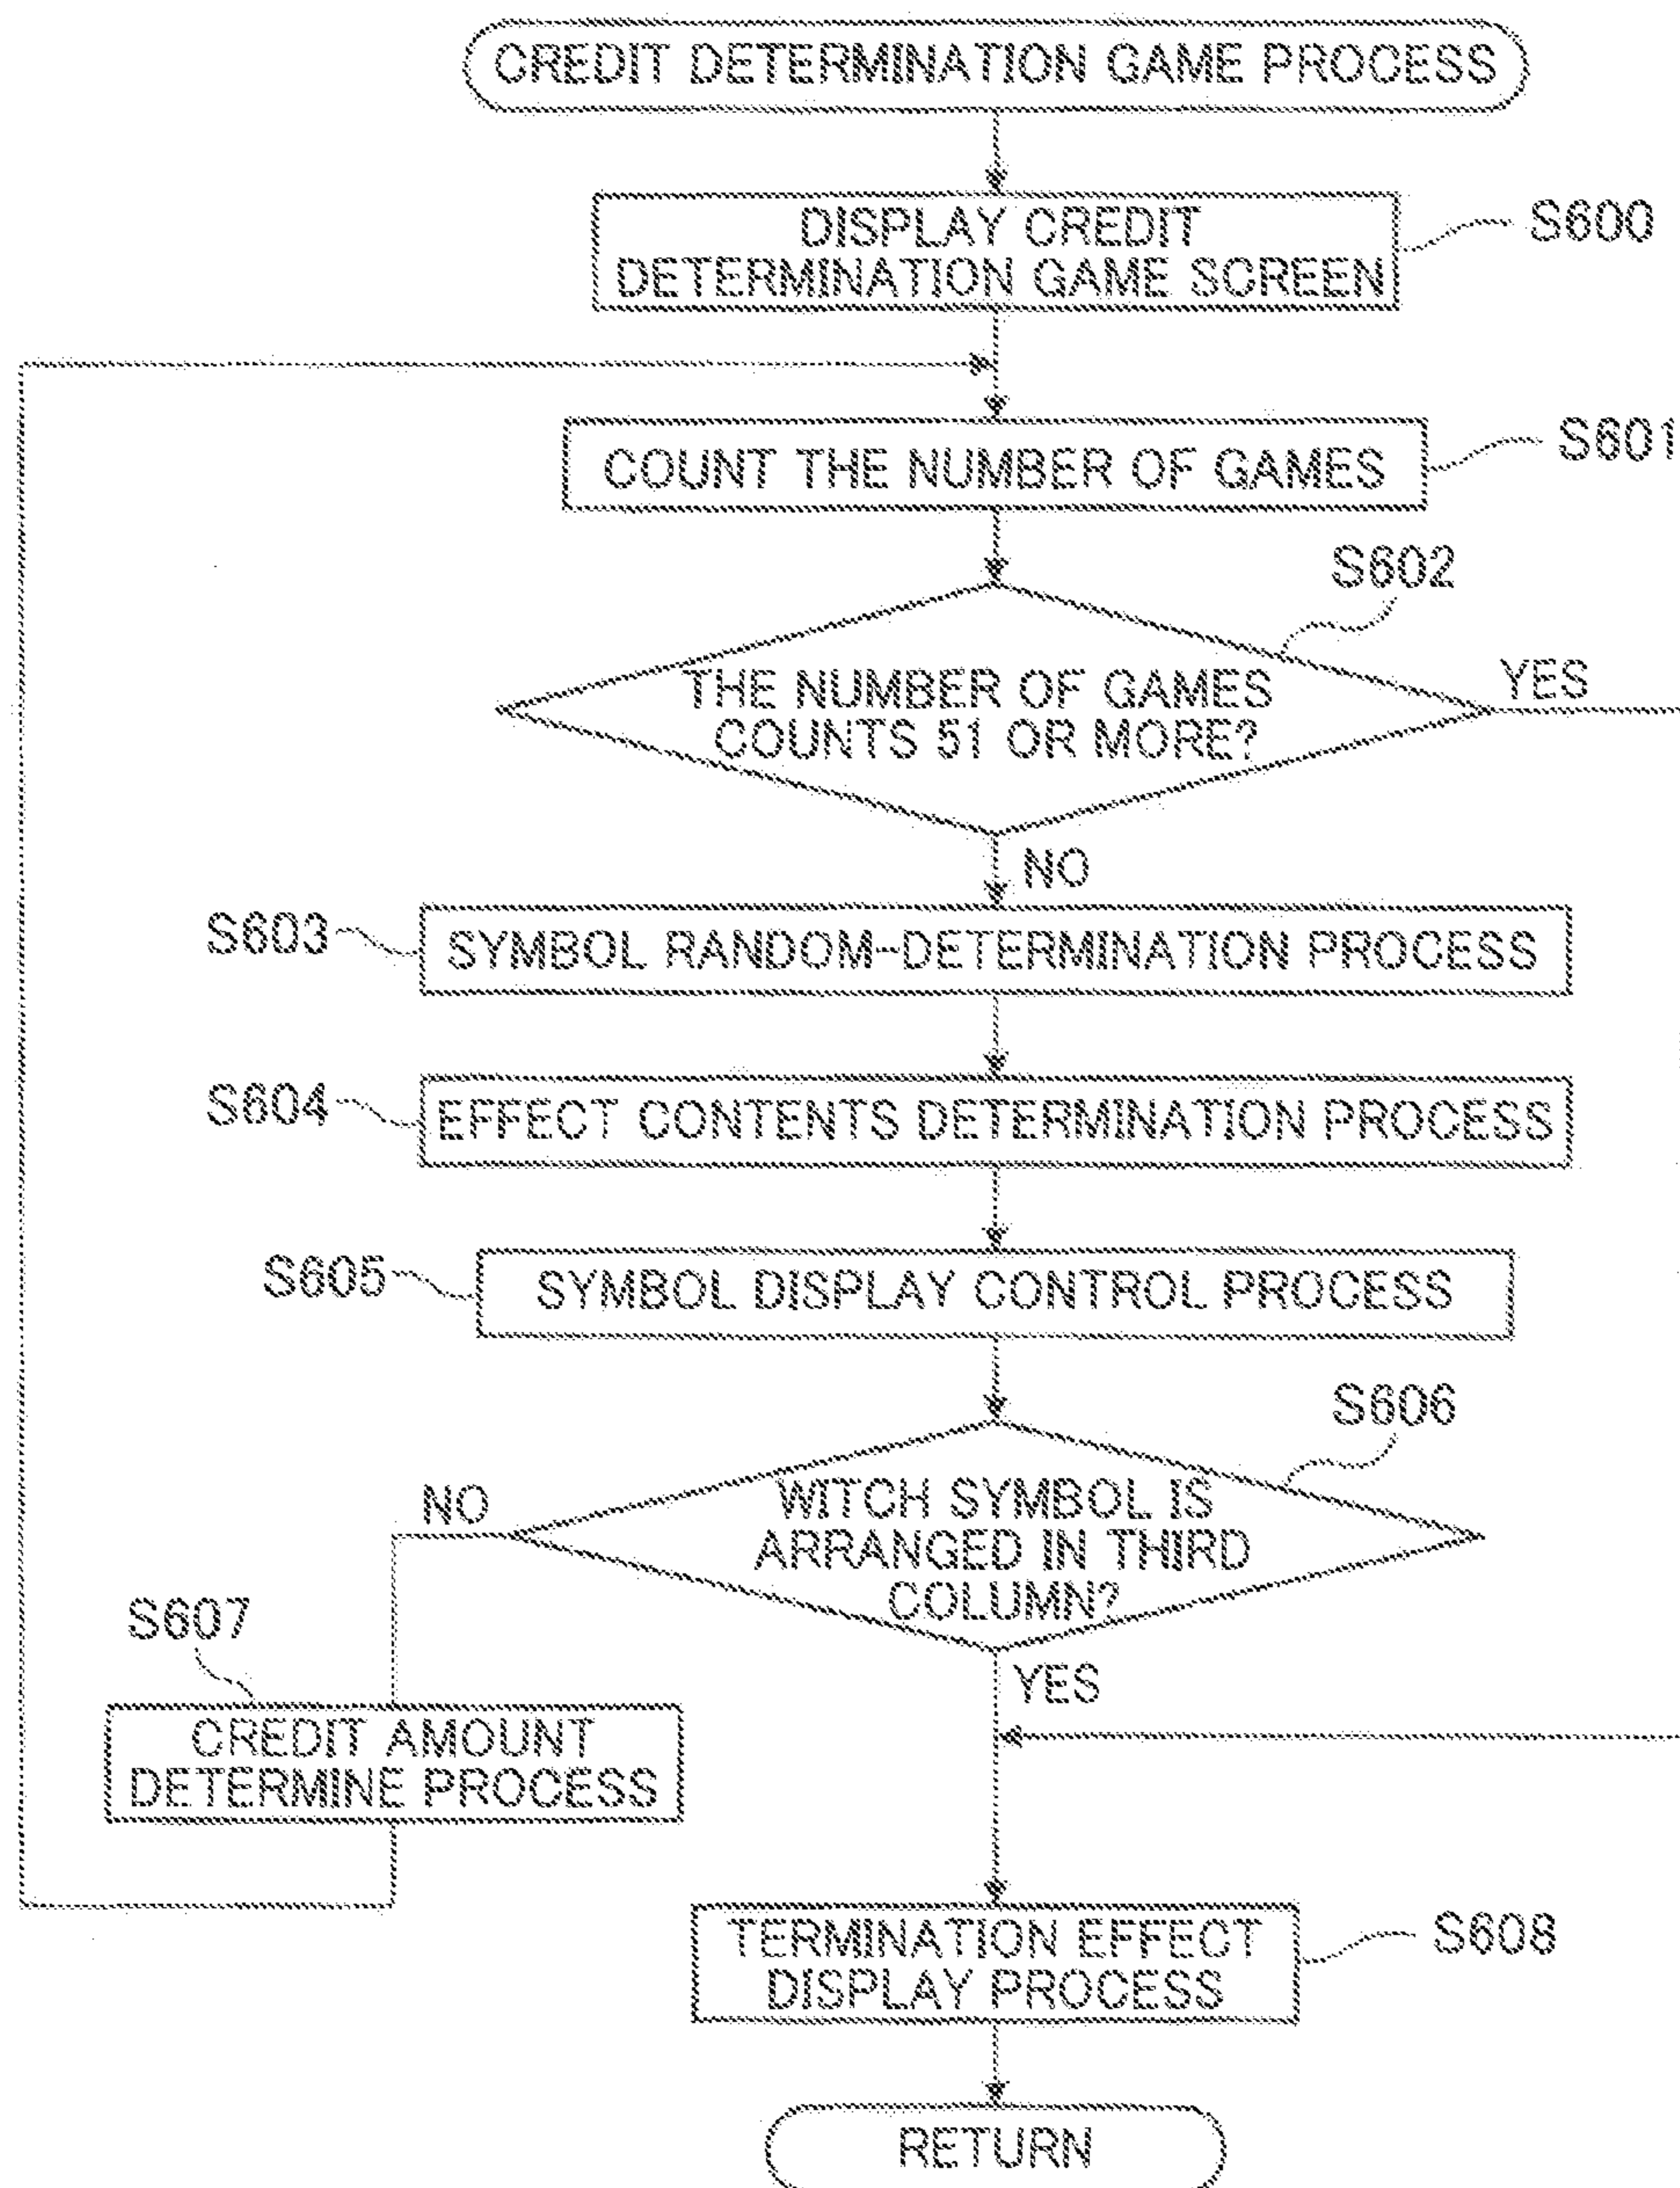 CREDIT DETERMINATION GAME PROCESS
DISPLAY CREDIT
DETERMINATION GAME SCREEN
S600
COUNT THE NUMBER OF GAMES
S601
S602
THE NUMBER OF GAMES
COUNTS 51 OR MORE?
YES
NO
S603
SYMBOL RANDOM-DETERMINATION PROCESS
S604
EFFECT CONTENTS DETERMINATION PROCESS
S605
SYMBOL DISPLAY CONTROL PROCESS
S606
WITCH SYMBOL IS
ARRANGED IN THIRD
COLUMN?
NO
YES
S607
CREDIT AMOUNT
DETERMINE PROCESS
TERMINATION EFFECT
DISPLAY PROCESS
S608
RETURN